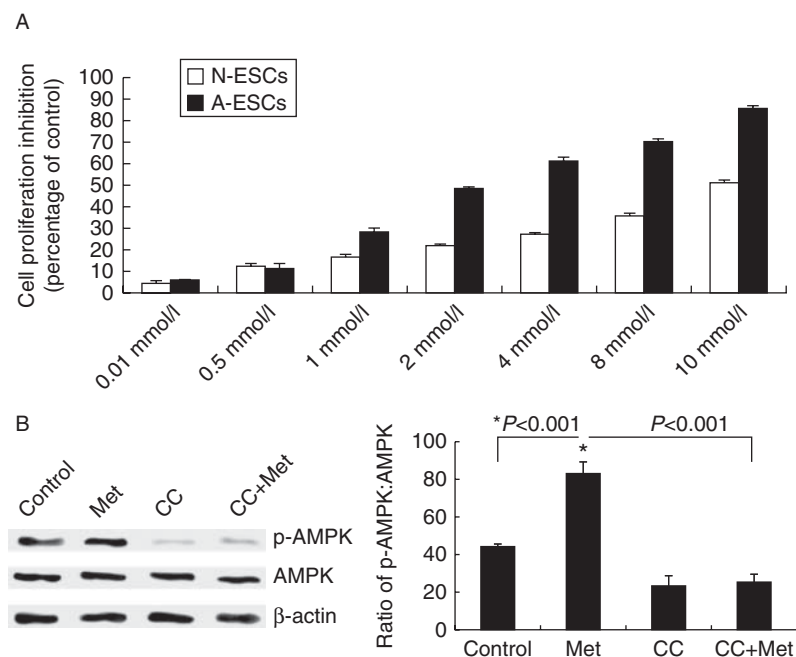 A
Cell proliferation inhibition
(percentage of control)
100
90
80
70
60
50
40
30
20
10
0
N-ESCs
A-ESCs
0.01 mmol/l
0.5 mmol/l
1 mmol/l
2 mmol/l
4 mmol/l
8 mmol/l
10 mmol/l
B
Control
Met
CC
CC+Met
p-AMPK
AMPK
β-actin
Ratio of p-AMPK:AMPK
100
80
60
40
20
0
*P<0.001
P<0.001
*
Control
Met
CC
CC+Met